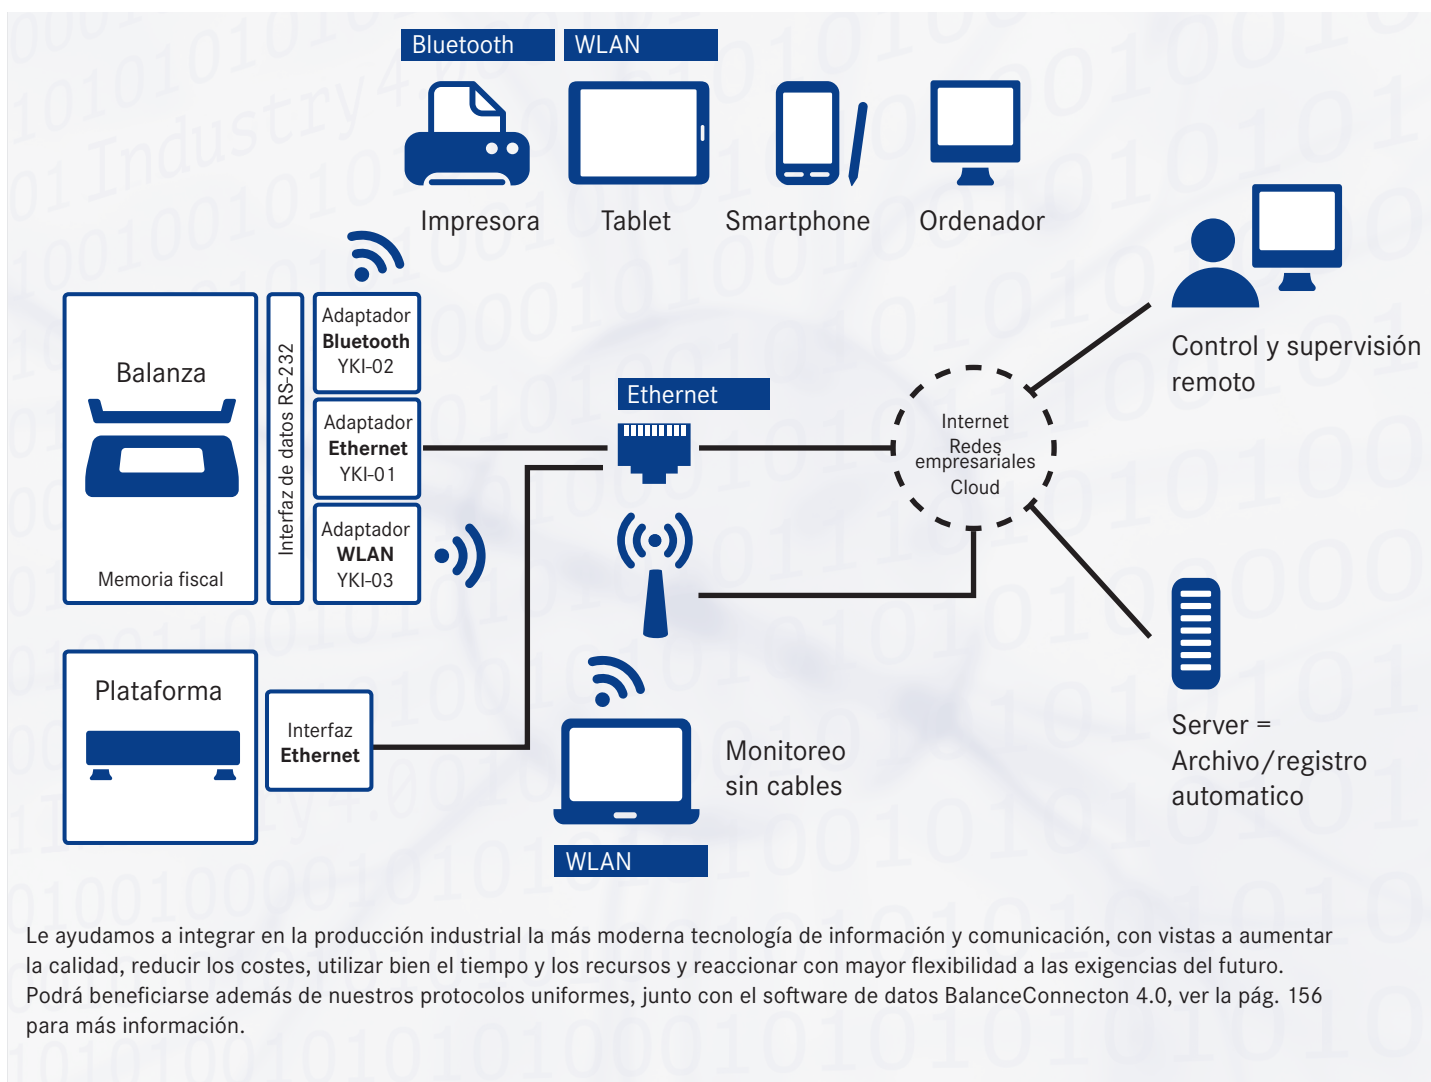 Bluetooth
WLAN
Impresora
Tablet
Smartphone
Ordenador
Control y supervisión
remoto
Balanza
Memoria fiscal
Interfaz de datos RS-232
Adaptador
Bluetooth
YKI-02
Adaptador
Ethernet
YKI-01
Adaptador
WLAN
YKI-03
Ethernet
Internet
Redes
empresariales
Cloud
Plataforma
Interfaz
Ethernet
Monitoreo
sin cables
WLAN
Server =
Archivo/registro
automatico
Le ayudamos a integrar en la producción industrial la más moderna tecnología de información y comunicación, con vistas a aumentar
la calidad, reducir los costes, utilizar bien el tiempo y los recursos y reaccionar con mayor flexibilidad a las exigencias del futuro.
Podrá beneficiarse además de nuestros protocolos uniformes, junto con el software de datos BalanceConnecton 4.0, ver la pág. 156
para más información.
Industry 4.0